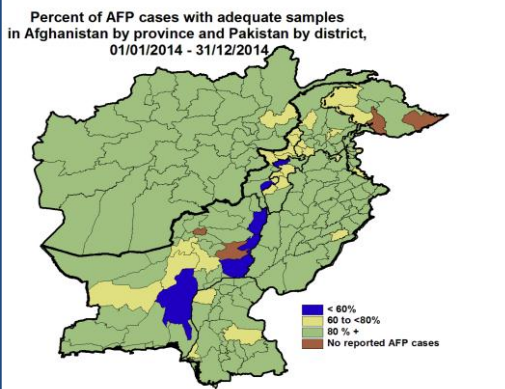 Percent of AFP cases with adequate samples
in Afghanistan by province and Pakistan by district,
01/01/2014 - 31/12/2014
< 60%
60 to <80%
80 % +
No reported AFP cases